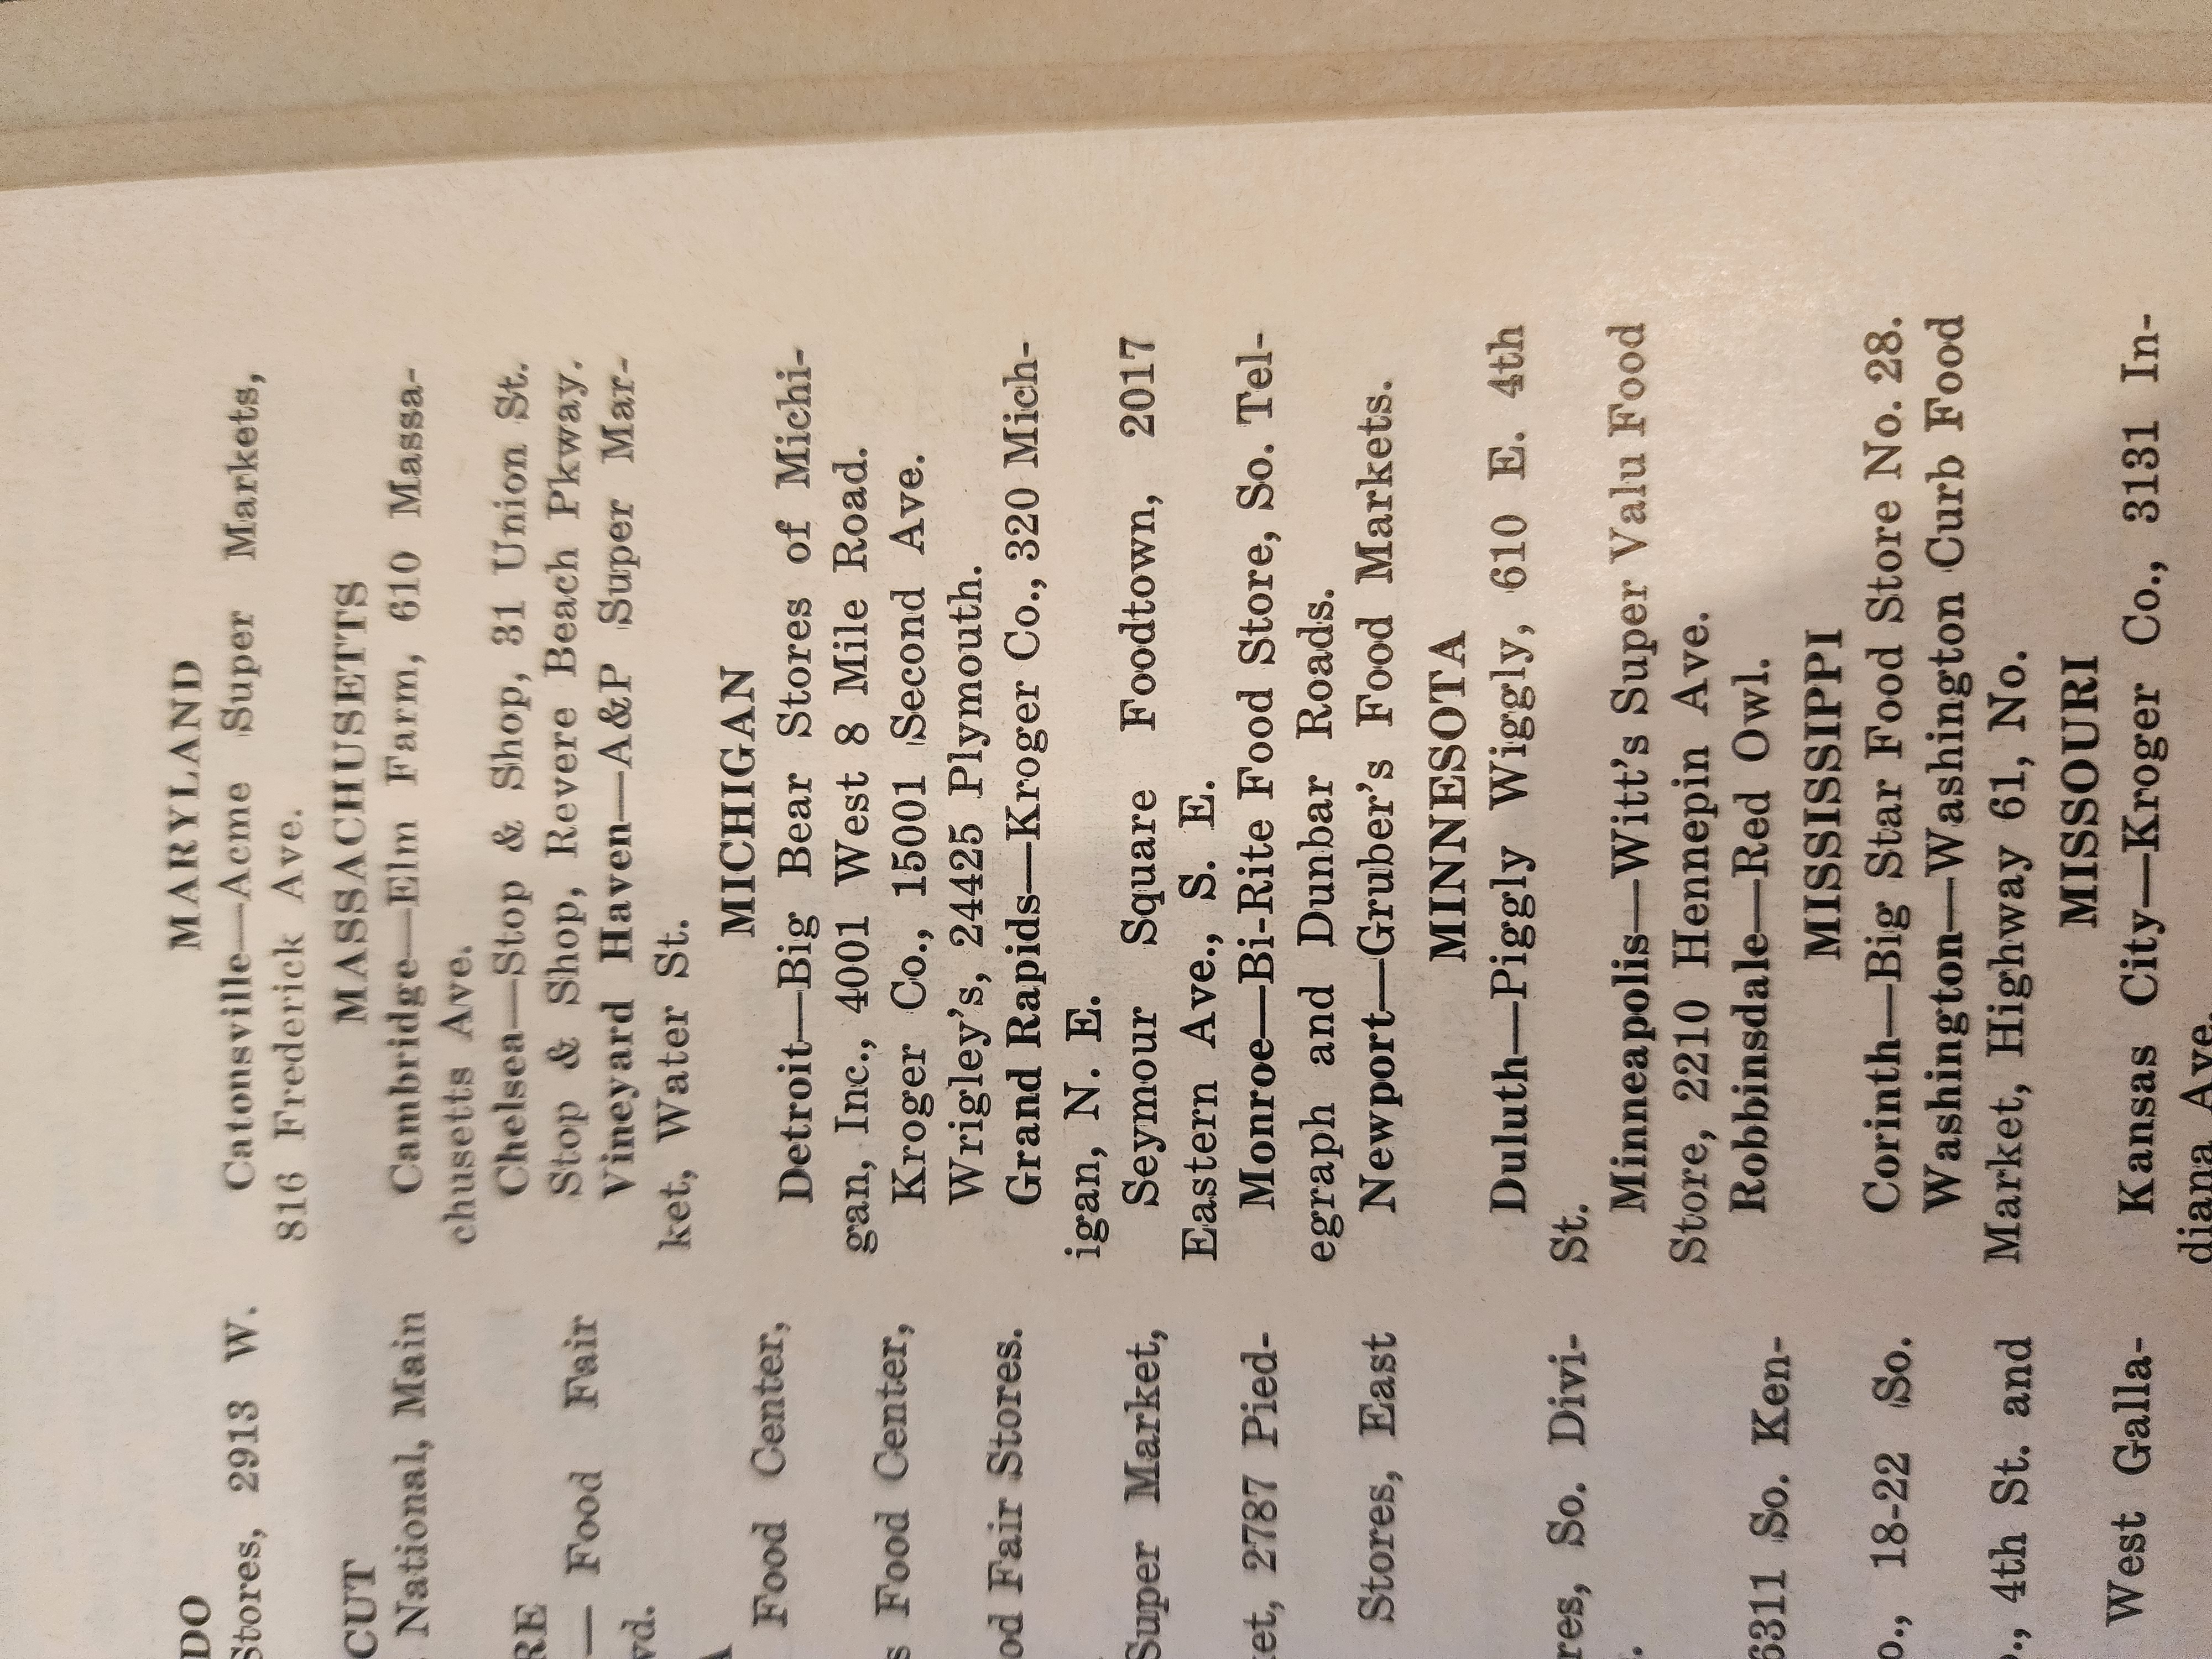 DO
Stores, 2913 W.
CUT
National, Main
RE
— Food Fair
vd.
A
Food Center,
s Food Center,
od Fair Stores.
Super Market,
ket, 2787 Pied-
Stores, East
res, So. Divi-
6311 So. Ken-
o., 18-22 So.
4th St. and
West Galla-
MARYLAND
Catonsville—Acme Super Markets,
816 Frederick Ave.
MASSACHUSETTS
Cambridge—Elm Farm, 610 Massa-
chusetts Ave.
Chelsea—Stop & Shop, 31 Union St.
Stop & Shop, Revere Beach Pkway.
Vineyard Haven—A&P Super Mar-
ket, Water St.
MICHIGAN
Detroit—Big Bear Stores of Michi-
gan, Inc., 4001 West 8 Mile Road.
Kroger Co., 15001 Second Ave.
Wrigley's, 24425 Plymouth.
Grand Rapids—Kroger Co., 320 Mich-
igan, N. E.
Seymour Square Foodtown, 2017
Eastern Ave., S. E.
Monroe—Bi-Rite Food Store, So. Tel-
egraph and Dunbar Roads.
Newport—Gruber's Food Markets.
MINNESOTA
Duluth—Piggly Wiggly, 610 E. 4th
St.
Minneapolis—Witt's Super Valu Food
Store, 2210 Hennepin Ave.
Robbinsdale—Red Owl.
MISSISSIPPI
Corinth—Big Star Food Store No. 28.
Washington—Washington Curb Food
Market, Highway 61, No.
MISSOURI
Kansas City—Kroger Co., 3131 In-
diana Ave.